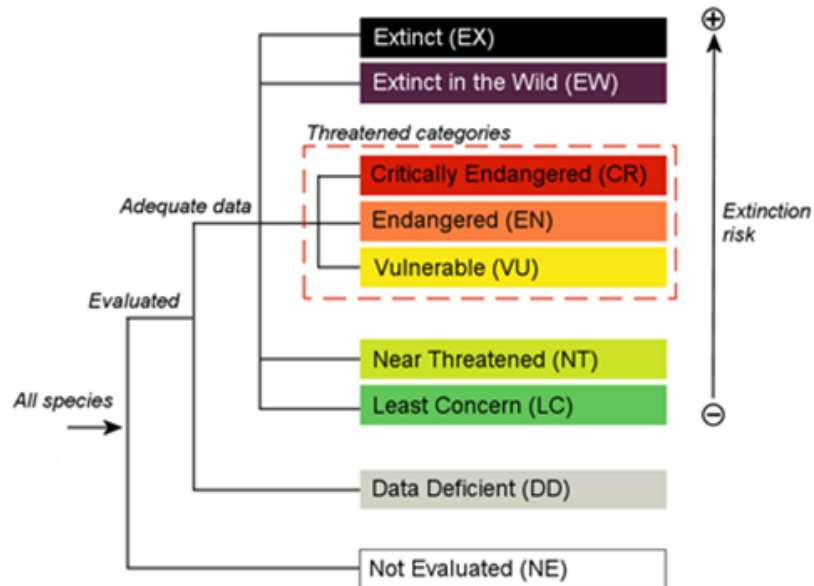 Extinct (EX)
Extinct in the Wild (EW)
Threatened categories
Critically Endangered (CR)
Adequate data
Endangered (EN)
Extinction
risk
Vulnerable (VU)
Evaluated
Near Threatened (NT)
All species
Least Concern (LC)
Data Deficient (DD)
Not Evaluated (NE)